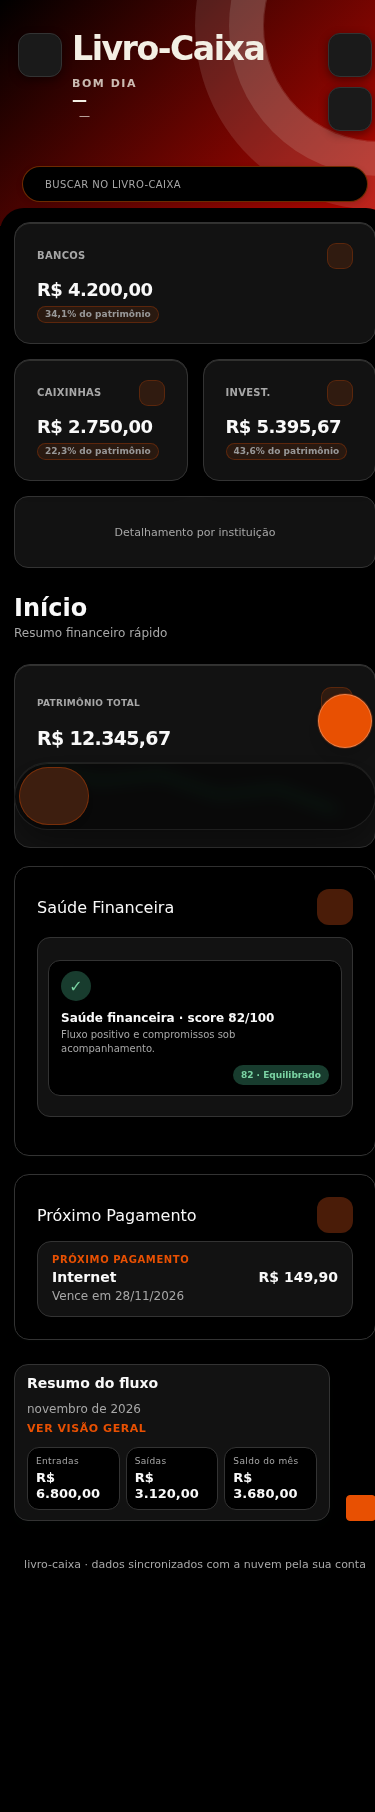 Livro-Caixa
BOM DIA
—
—
BUSCAR NO LIVRO-CAIXA
BANCOS
R$ 4.200,00
34,1% do patrimônio
CAIXINHAS
R$ 2.750,00
22,3% do patrimônio
INVEST.
R$ 5.395,67
43,6% do patrimônio
Detalhamento por instituição
Início
Resumo financeiro rápido
PATRIMÔNIO TOTAL
R$ 12.345,67
Saúde Financeira
✓
Saúde financeira · score 82/100
Fluxo positivo e compromissos sob
acompanhamento.
82 · Equilibrado
Próximo Pagamento
PRÓXIMO PAGAMENTO
Internet R$ 149,90
Vence em 28/11/2026
Resumo do fluxo
novembro de 2026
VER VISÃO GERAL
Entradas
R$
6.800,00
Saídas
R$
3.120,00
Saldo do mês
R$
3.680,00
livro-caixa · dados sincronizados com a nuvem pela sua conta